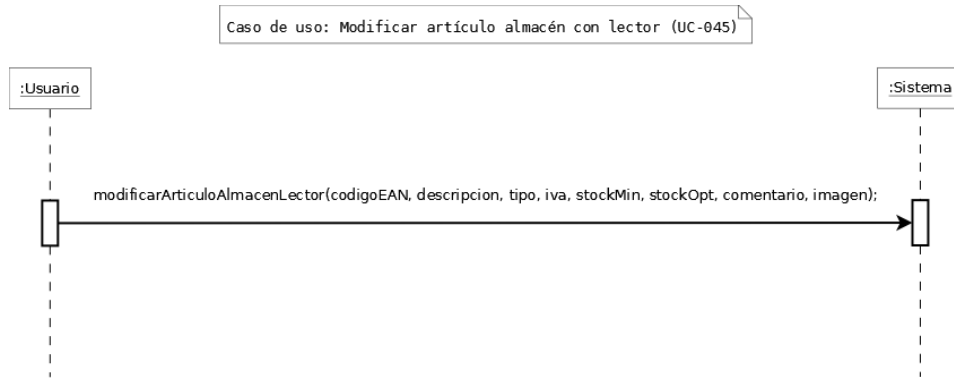 Caso de uso: Modificar artículo almacén con lector (UC-045)
:Usuario
:Sistema
modificarArticuloAlmacenLector(codigoEAN, descripcion, tipo, iva, stockMin, stockOpt, comentario, imagen);